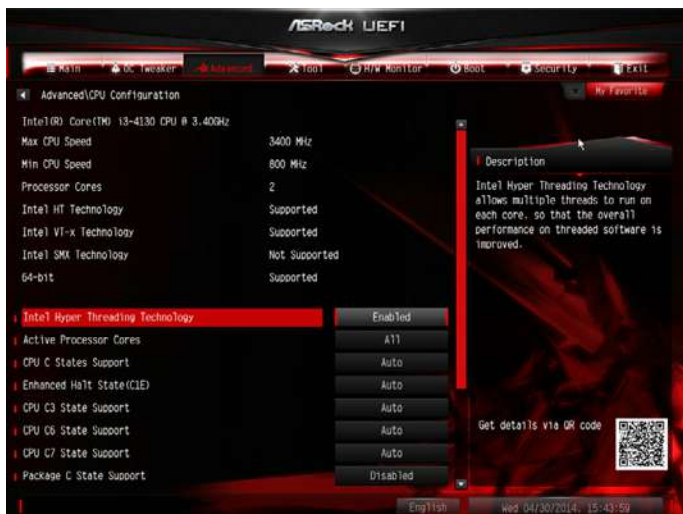 ASRock UEFI
Main OC Tweaker Advanced Tool H/W Monitor Boot Security Exit
Advanced\CPU Configuration
My Favorite
Intel(R) Core(TM) i3-4130 CPU @ 3.40GHz
Max CPU Speed 3400 MHz
Min CPU Speed 800 MHz
Processor Cores 2
Intel HT Technology Supported
Intel VT-x Technology Supported
Intel SMX Technology Not Supported
64-bit Supported
Intel Hyper Threading Technology Enabled
Active Processor Cores All
CPU C States Support Auto
Enhanced Halt State(C1E) Auto
CPU C3 State Support Auto
CPU C6 State Support Auto
CPU C7 State Support Auto
Package C State Support Disabled
Description
Intel Hyper Threading Technology
allows multiple threads to run on
each core, so that the overall
performance on threaded software is
improved.
Get details via QR code
English
Wed 04/30/2014, 15:43:59